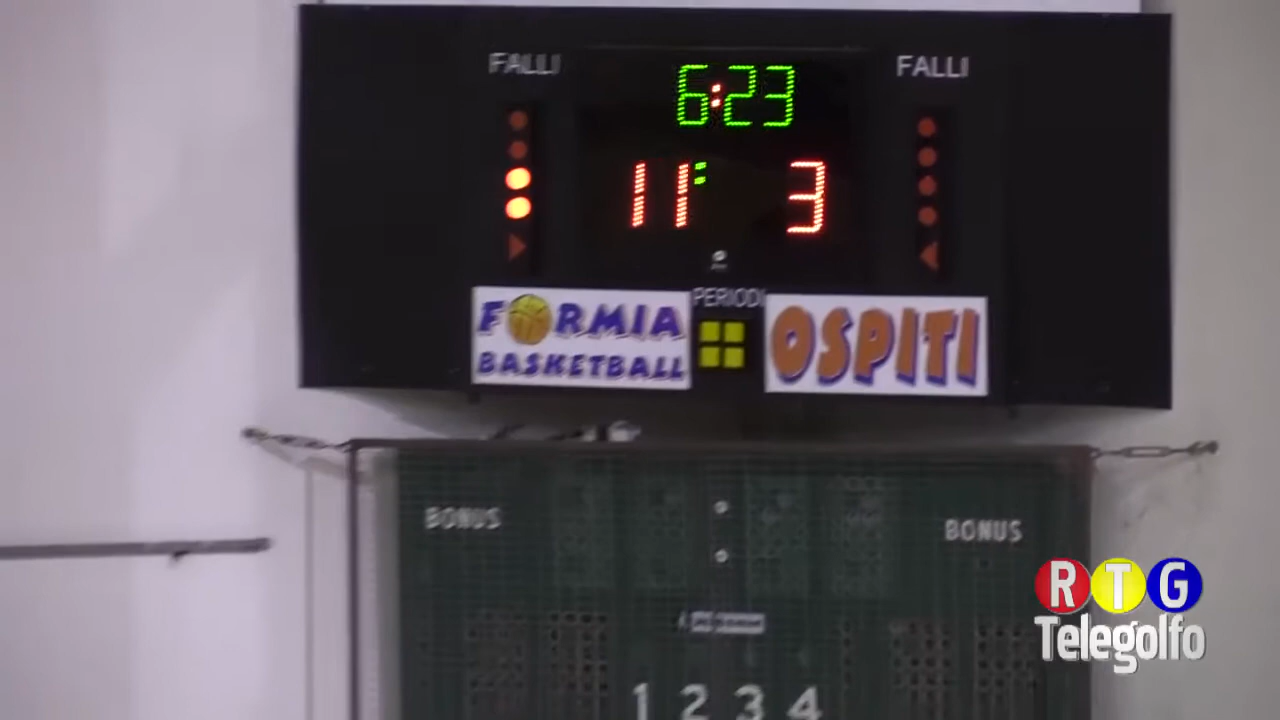 FALLI
6:23
FALLI
11 3
PERIODI
FORMIA
BASKETBALL
OSPITI
BONUS
BONUS
1 2 3 4
RTG
Telegolfo